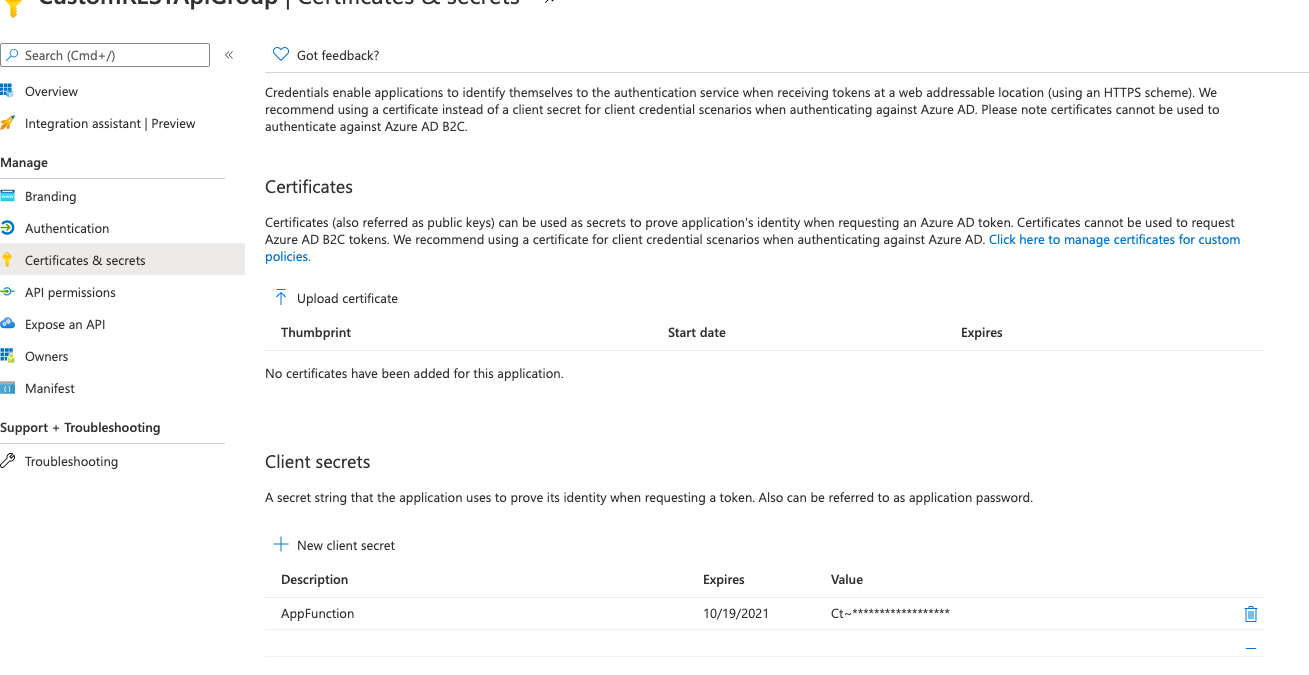 CustomRESTApiGroup | Certificates & secrets
Search (Cmd+/)
«
Overview
Integration assistant | Preview
Manage
Branding
Authentication
Certificates & secrets
API permissions
Expose an API
Owners
Manifest
Support + Troubleshooting
Troubleshooting
Got feedback?
Credentials enable applications to identify themselves to the authentication service when receiving tokens at a web addressable location (using an HTTPS scheme). We
recommend using a certificate instead of a client secret for client credential scenarios when authenticating against Azure AD. Please note certificates cannot be used to
authenticate against Azure AD B2C.
Certificates
Certificates (also referred as public keys) can be used as secrets to prove application's identity when requesting an Azure AD token. Certificates cannot be used to request
Azure AD B2C tokens. We recommend using a certificate for client credential scenarios when authenticating against Azure AD. Click here to manage certificates for custom
policies.
Upload certificate
Thumbprint Start date Expires
No certificates have been added for this application.
Client secrets
A secret string that the application uses to prove its identity when requesting a token. Also can be referred to as application password.
New client secret
Description Expires Value
AppFunction 10/19/2021 Ct~******************